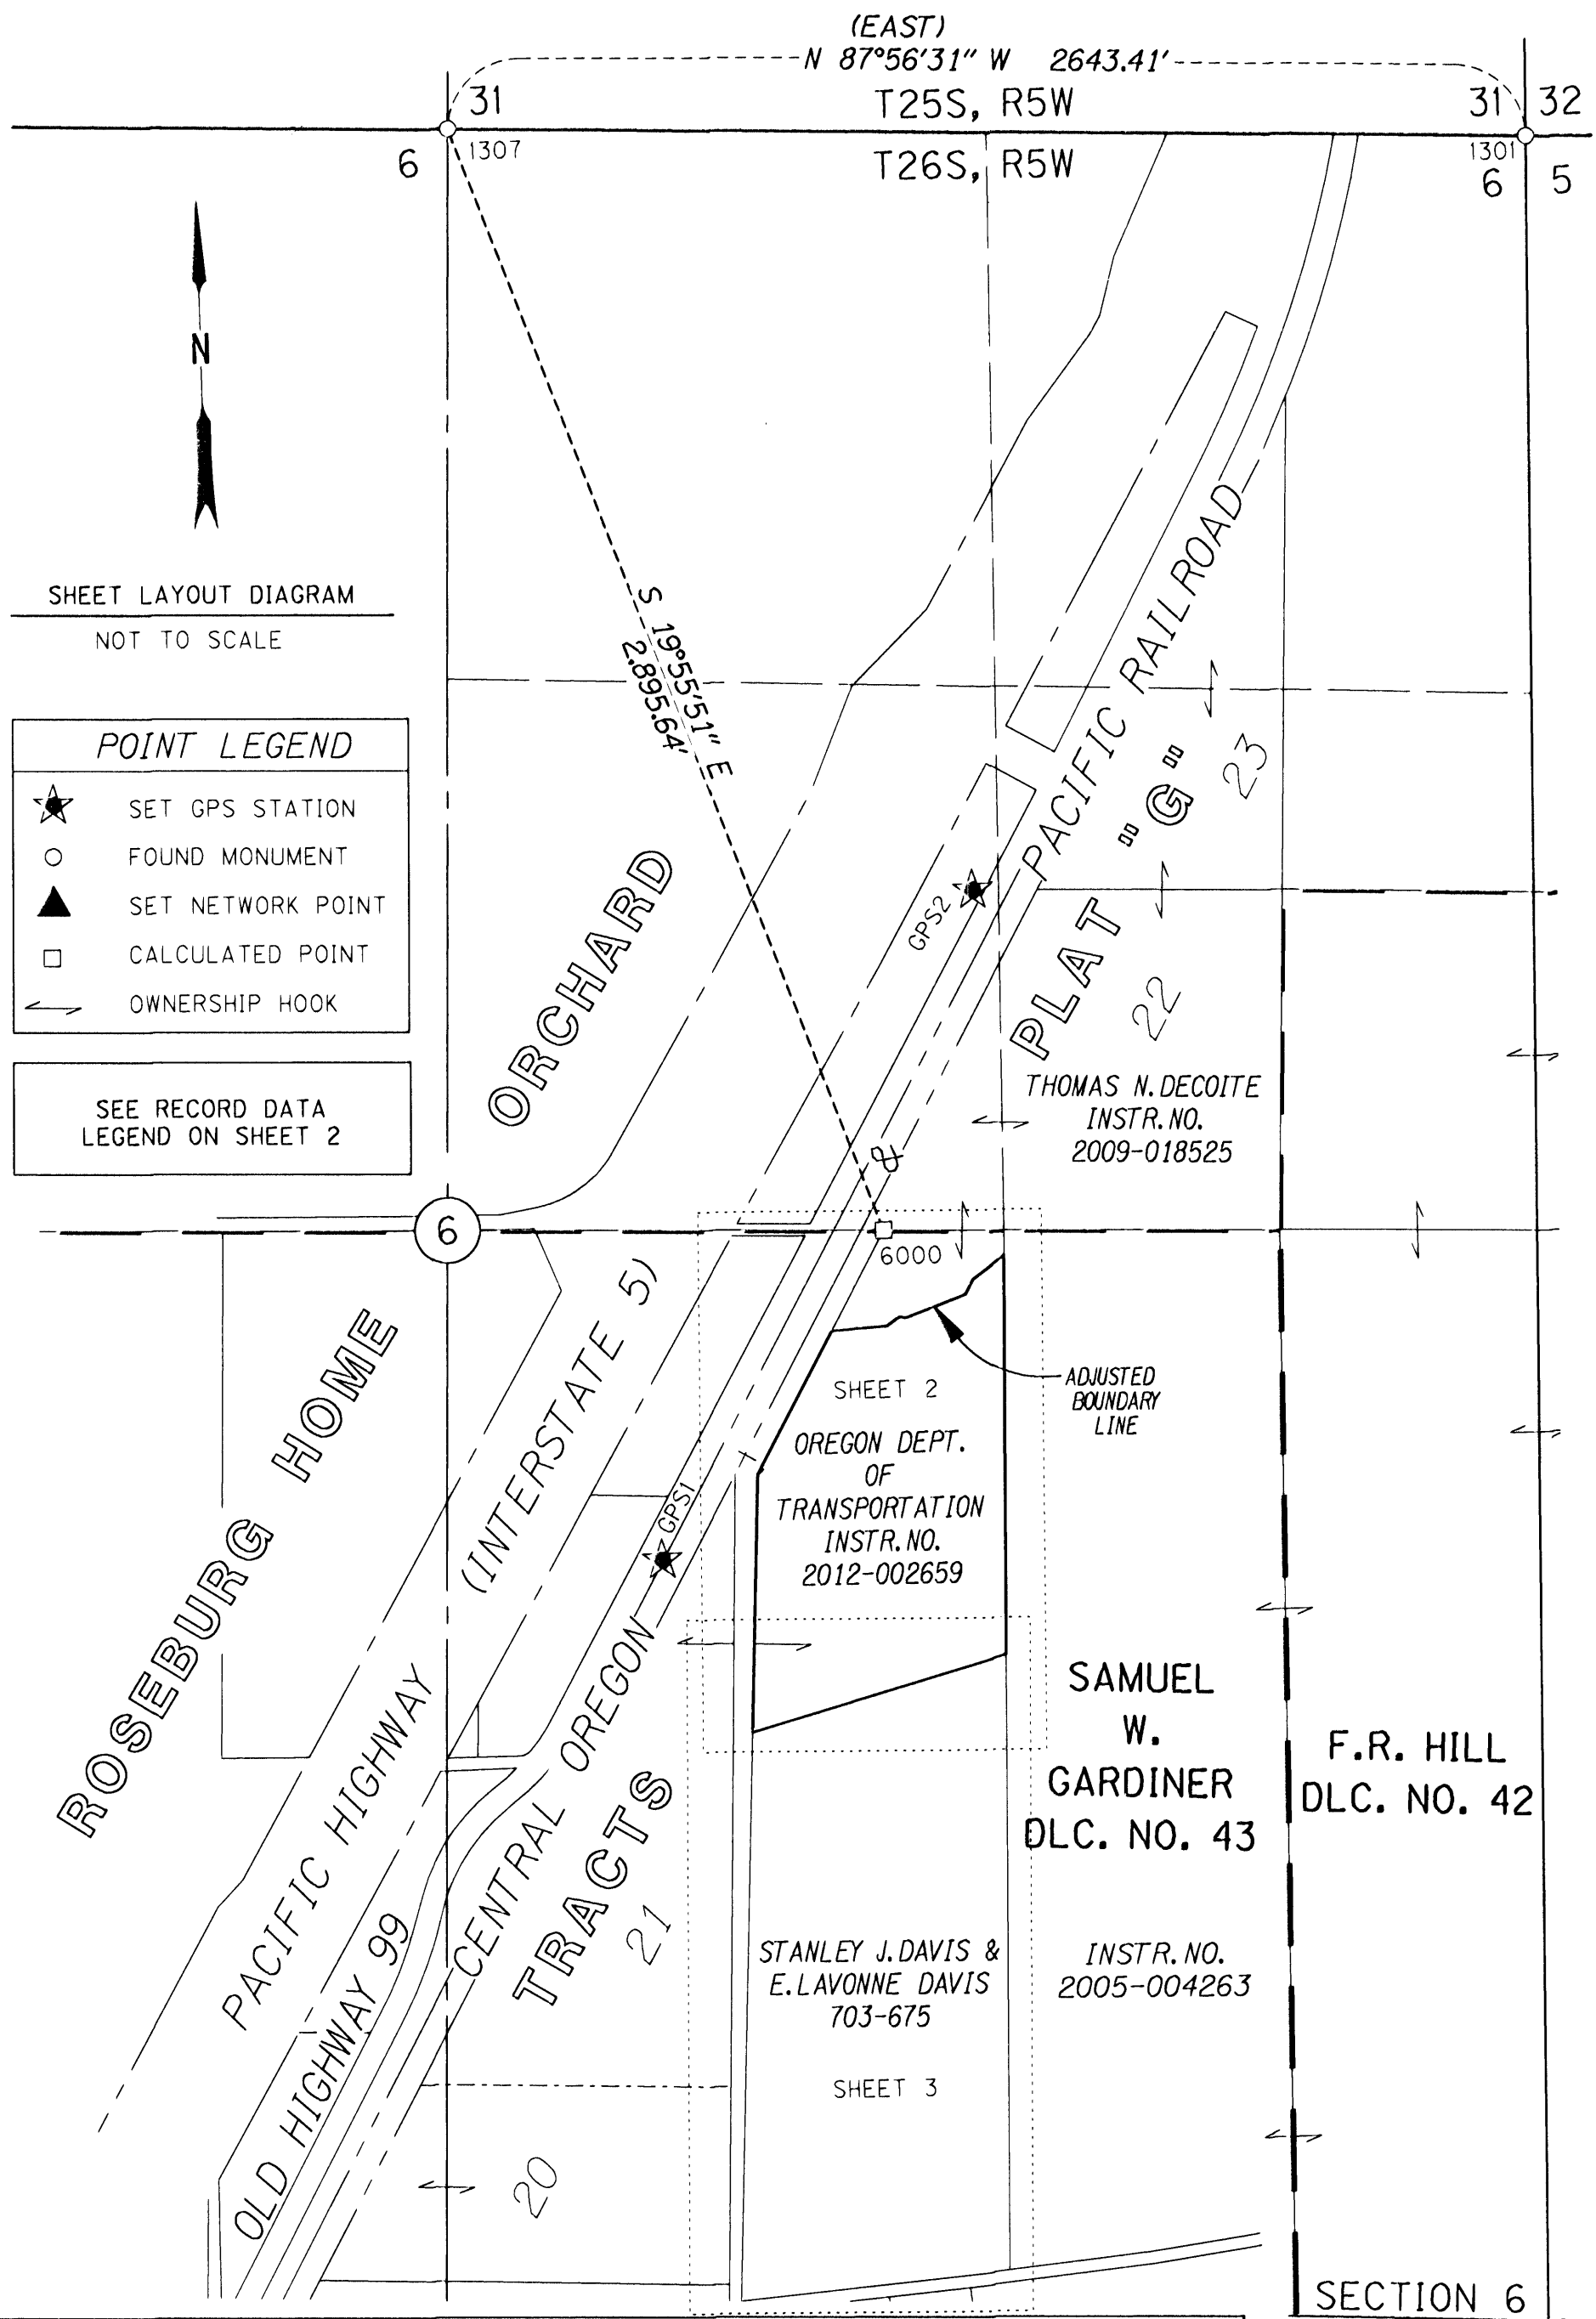 (EAST)
N 87°56'31" W 2643.41'
31 T25S, R5W 31 32
6 1307 T26S, R5W 1301 6 5
N
SHEET LAYOUT DIAGRAM
NOT TO SCALE
S 19°55'51" E
2,895.64'
POINT LEGEND
SET GPS STATION
FOUND MONUMENT
SET NETWORK POINT
CALCULATED POINT
OWNERSHIP HOOK
SEE RECORD DATA
LEGEND ON SHEET 2
ROSEBURG HOME ORCHARD
TRACTS PLAT "G"
CENTRAL OREGON & PACIFIC RAILROAD
PACIFIC HIGHWAY (INTERSTATE 5)
OLD HIGHWAY 99
GPS2
GPS1
23
22
21
20
THOMAS N. DECOITE
INSTR. NO.
2009-018525
6
6000
SHEET 2
ADJUSTED
BOUNDARY
LINE
OREGON DEPT.
OF
TRANSPORTATION
INSTR. NO.
2012-002659
SAMUEL
W.
GARDINER
DLC. NO. 43
F.R. HILL
DLC. NO. 42
STANLEY J. DAVIS &
E. LAVONNE DAVIS
703-675
INSTR. NO.
2005-004263
SHEET 3
SECTION 6